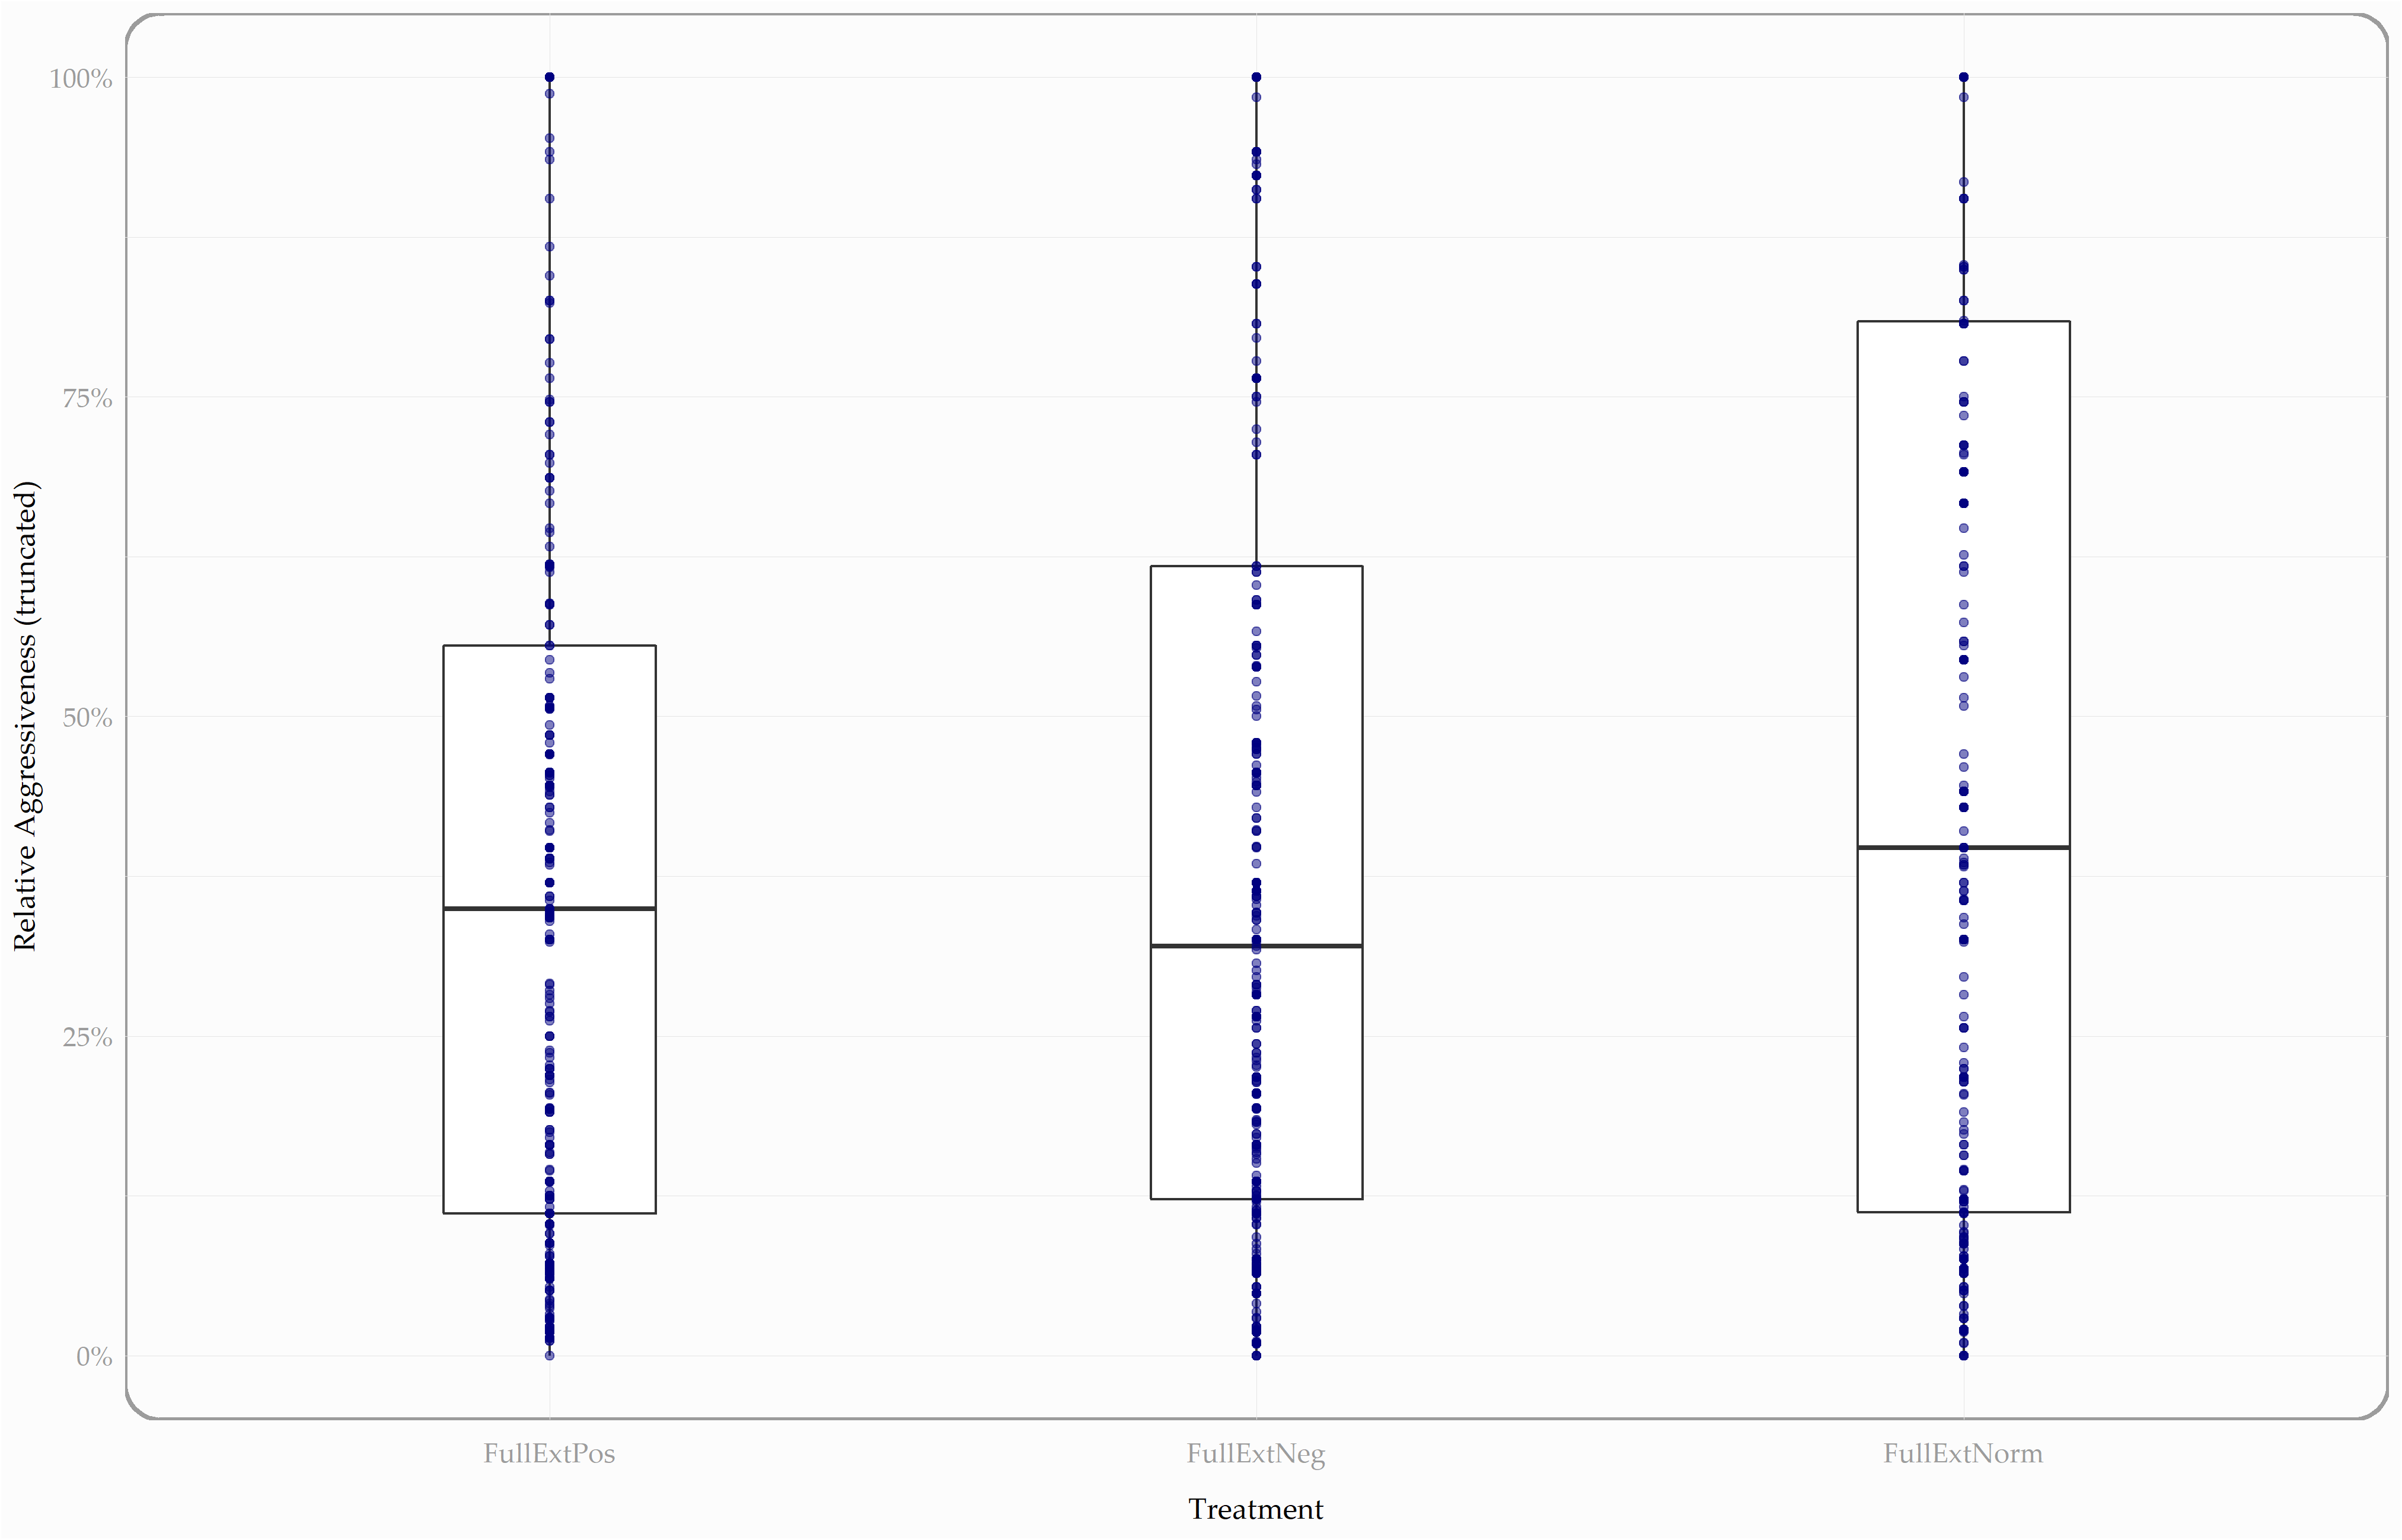 Relative Aggressiveness (truncated)
100%
75%
50%
25%
0%
FullExtPos
FullExtNeg
FullExtNorm
Treatment